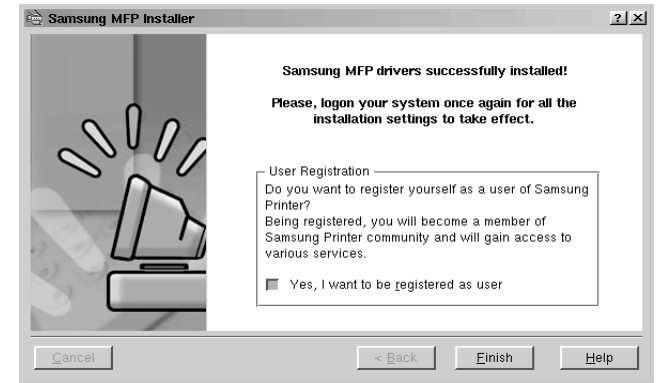 Samsung MFP Installer
Samsung MFP drivers successfully installed!
Please, logon your system once again for all the
installation settings to take effect.
User Registration
Do you want to register yourself as a user of Samsung
Printer?
Being registered, you will become a member of
Samsung Printer community and will gain access to
various services.
Yes, I want to be registered as user
Cancel
< Back
Finish
Help